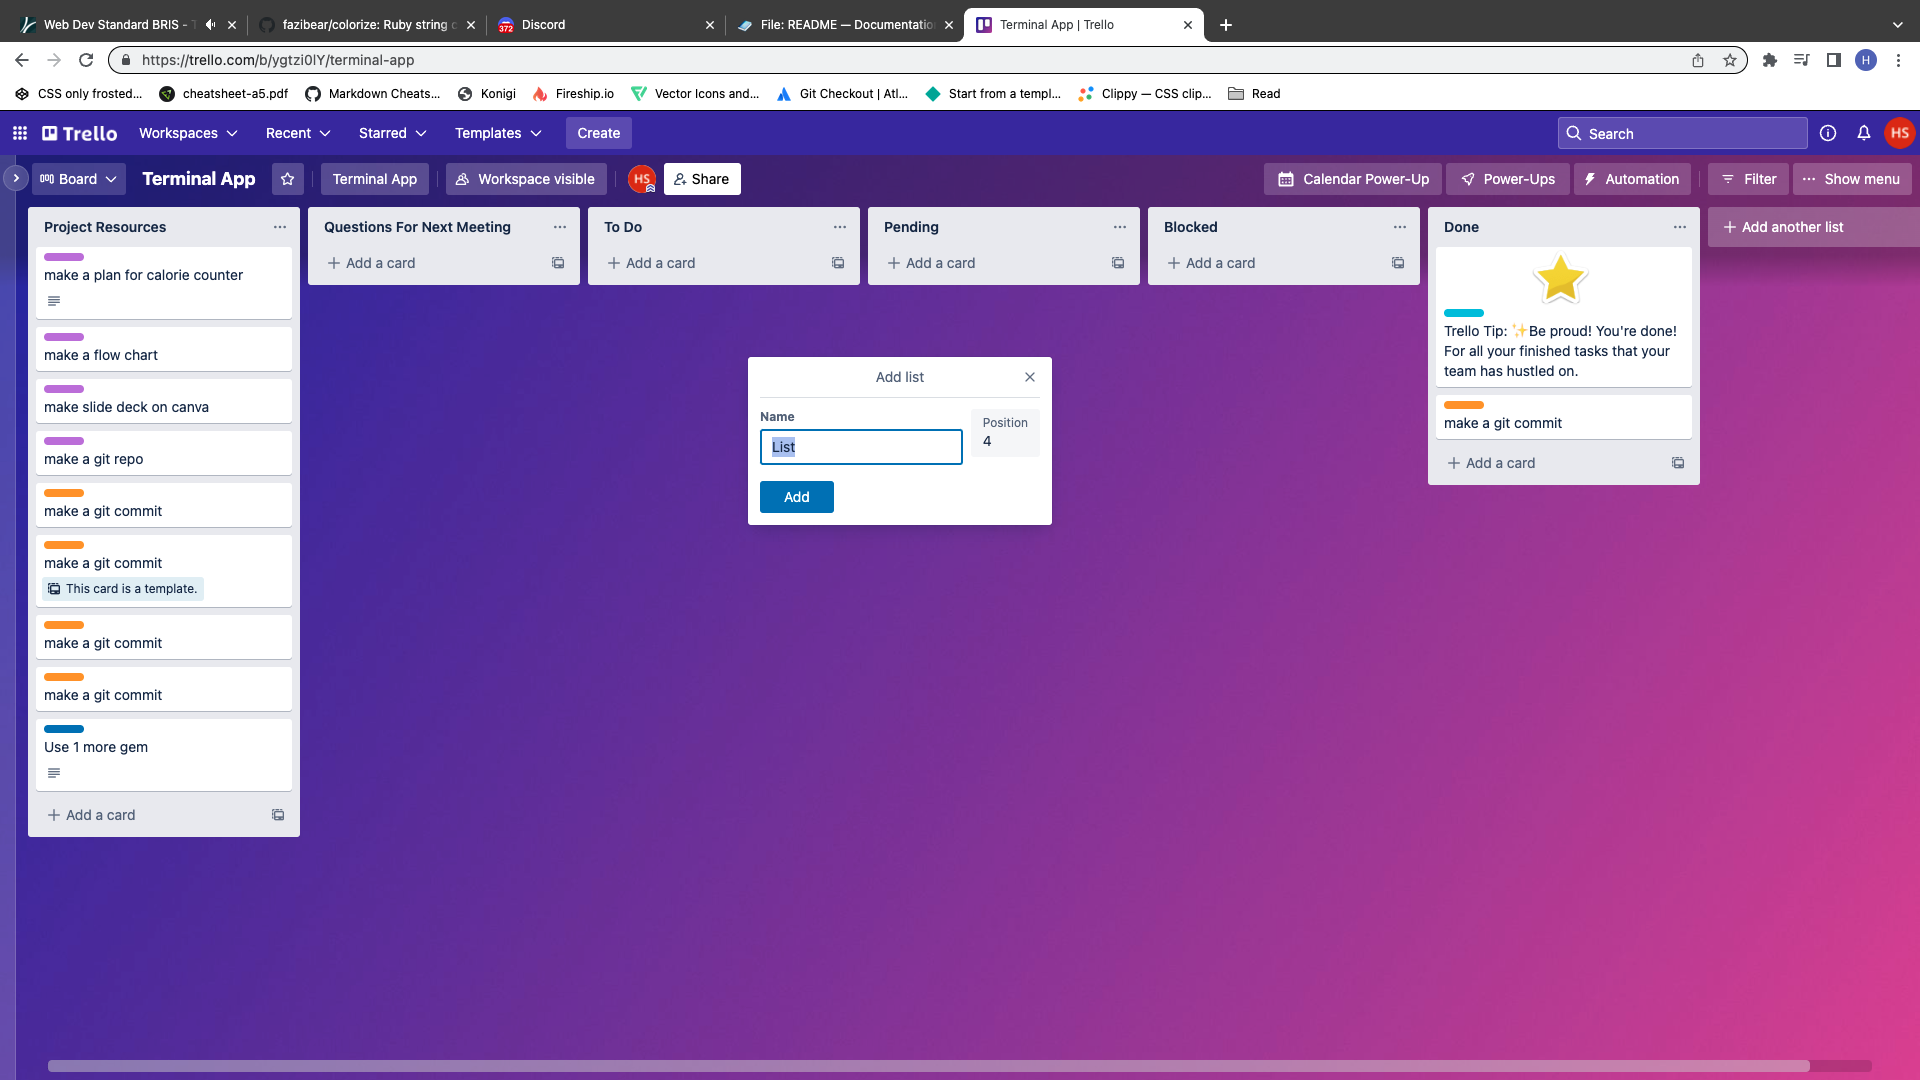 Web Dev Standard BRIS -
fazibear/colorize: Ruby string c
372
Discord
File: README — Documentatio
Terminal App | Trello
https://trello.com/b/ygtzi0lY/terminal-app
H
CSS only frosted...
cheatsheet-a5.pdf
Markdown Cheats...
Konigi
Fireship.io
Vector Icons and...
Git Checkout | Atl...
Start from a templ...
Clippy — CSS clip...
Read
Trello
Workspaces
Recent
Starred
Templates
Create
Search
HS
Board
Terminal App
Terminal App
Workspace visible
HS
Share
Calendar Power-Up
Power-Ups
Automation
Filter
Show menu
Project Resources
make a plan for calorie counter
make a flow chart
make slide deck on canva
make a git repo
make a git commit
make a git commit
This card is a template.
make a git commit
make a git commit
Use 1 more gem
+ Add a card
Questions For Next Meeting
+ Add a card
To Do
+ Add a card
Pending
+ Add a card
Blocked
+ Add a card
Done
Trello Tip: ✨Be proud! You're done!
For all your finished tasks that your
team has hustled on.
make a git commit
+ Add a card
+ Add another list
Add list
Name
List
Position
4
Add